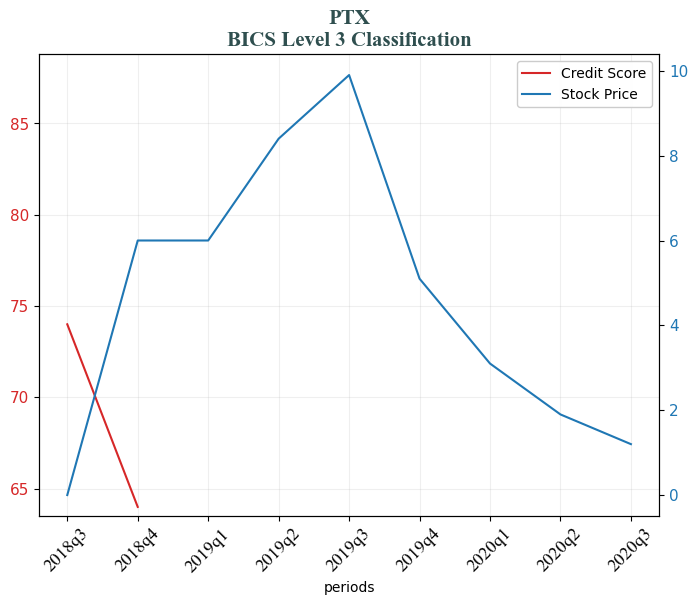 PTX
BICS Level 3 Classification
Credit Score
Stock Price
85
80
75
70
65
10
8
6
4
2
0
2018q3
2018q4
2019q1
2019q2
2019q3
2019q4
2020q1
2020q2
2020q3
periods